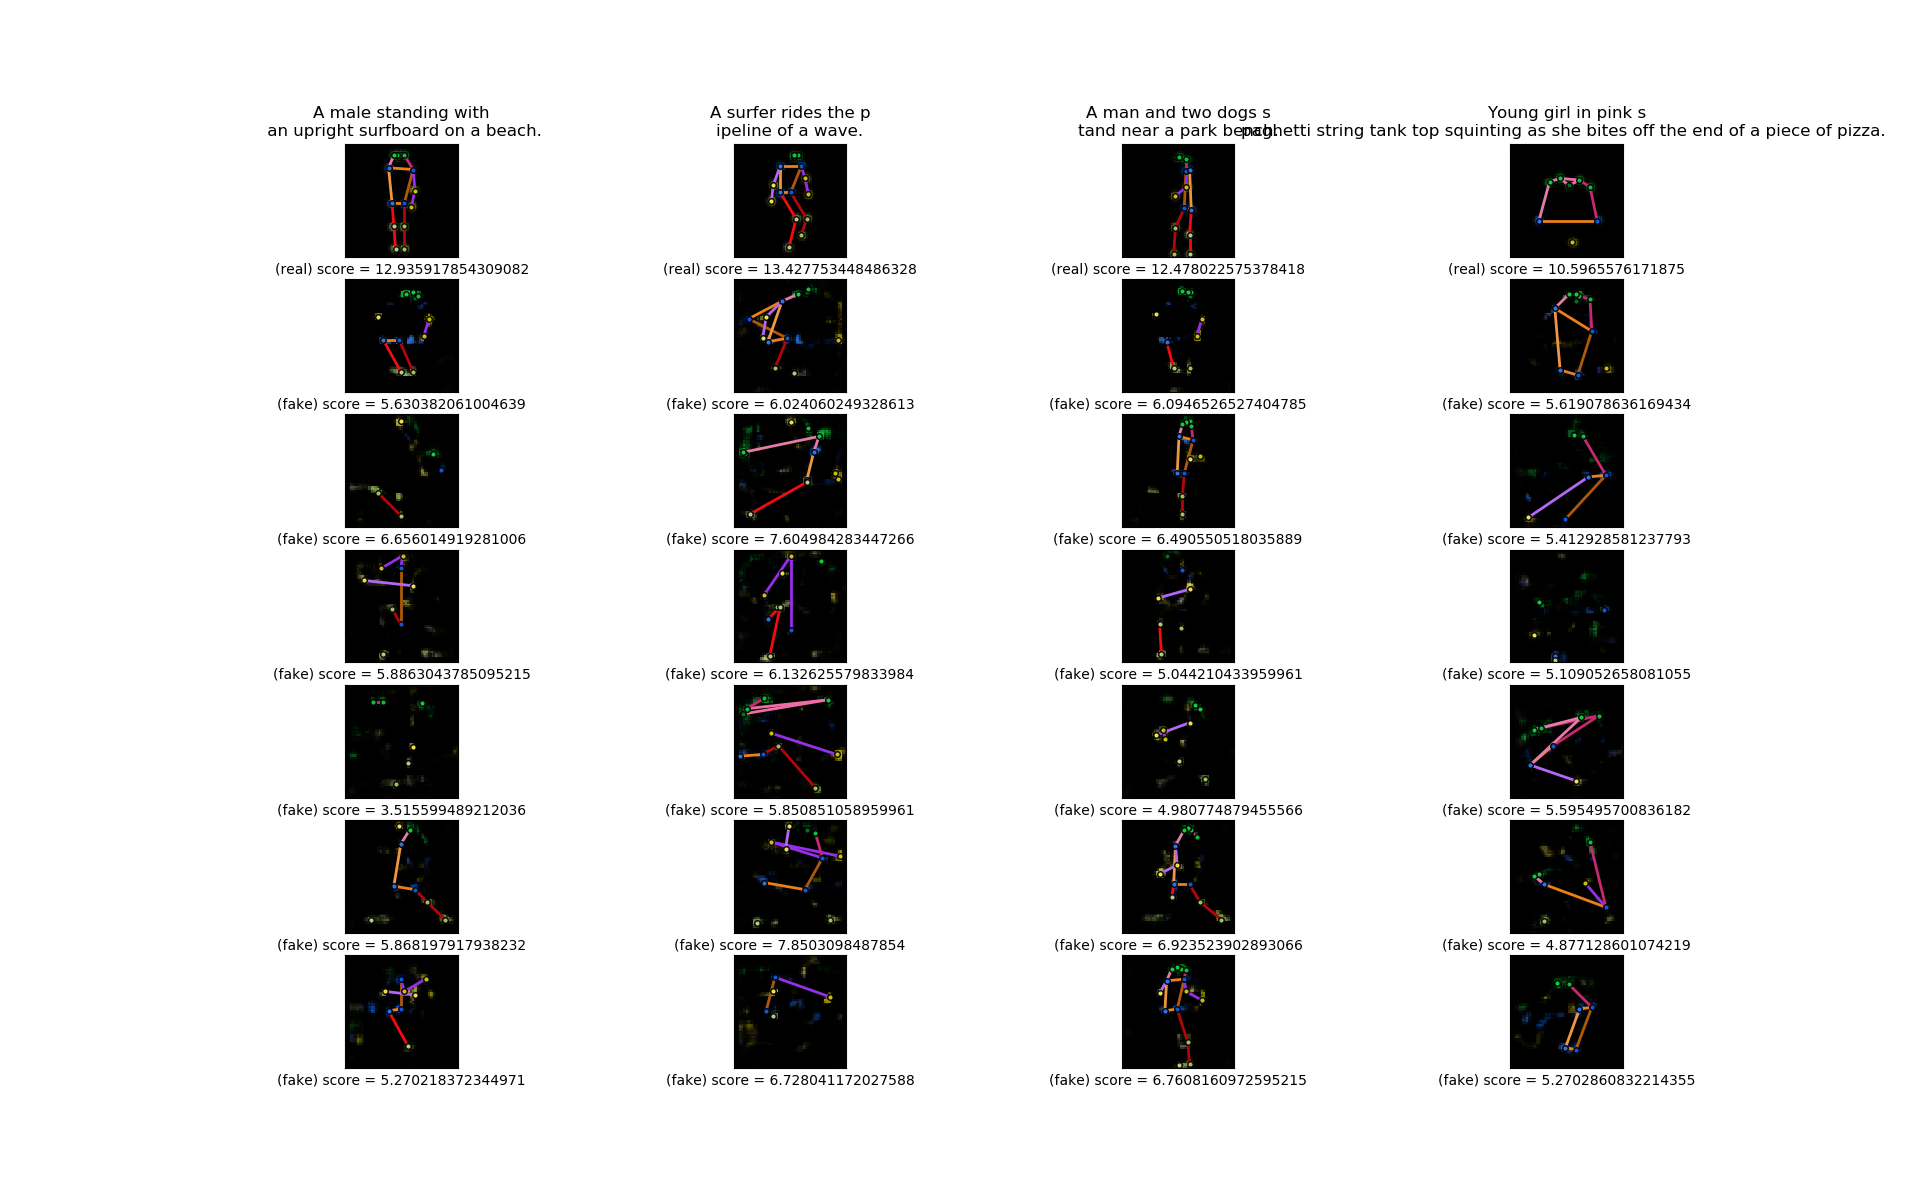 A male standing with
an upright surfboard on a beach.
A surfer rides the p
ipeline of a wave.
A man and two dogs s
tand near a park bench.
Young girl in pink s
paghetti string tank top squinting as she bites off the end of a piece of pizza.
(real) score = 12.935917854309082
(real) score = 13.427753448486328
(real) score = 12.478022575378418
(real) score = 10.5965576171875
(fake) score = 5.630382061004639
(fake) score = 6.024060249328613
(fake) score = 6.0946526527404785
(fake) score = 5.619078636169434
(fake) score = 6.656014919281006
(fake) score = 7.604984283447266
(fake) score = 6.490550518035889
(fake) score = 5.412928581237793
(fake) score = 5.8863043785095215
(fake) score = 6.132625579833984
(fake) score = 5.044210433959961
(fake) score = 5.109052658081055
(fake) score = 3.515599489212036
(fake) score = 5.850851058959961
(fake) score = 4.980774879455566
(fake) score = 5.595495700836182
(fake) score = 5.868197917938232
(fake) score = 7.8503098487854
(fake) score = 6.923523902893066
(fake) score = 4.877128601074219
(fake) score = 5.270218372344971
(fake) score = 6.728041172027588
(fake) score = 6.7608160972595215
(fake) score = 5.2702860832214355